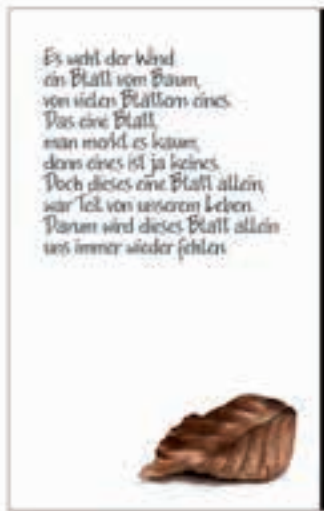 Es weht der Wind
ein Blatt vom Baum,
von vielen Blättern eines.
Das eine Blatt,
man merkt es kaum,
denn eines ist ja keines.
Doch dieses eine Blatt allein,
war Teil von unserem Leben.
Darum wird dieses Blatt allein
uns immer wieder fehlen.